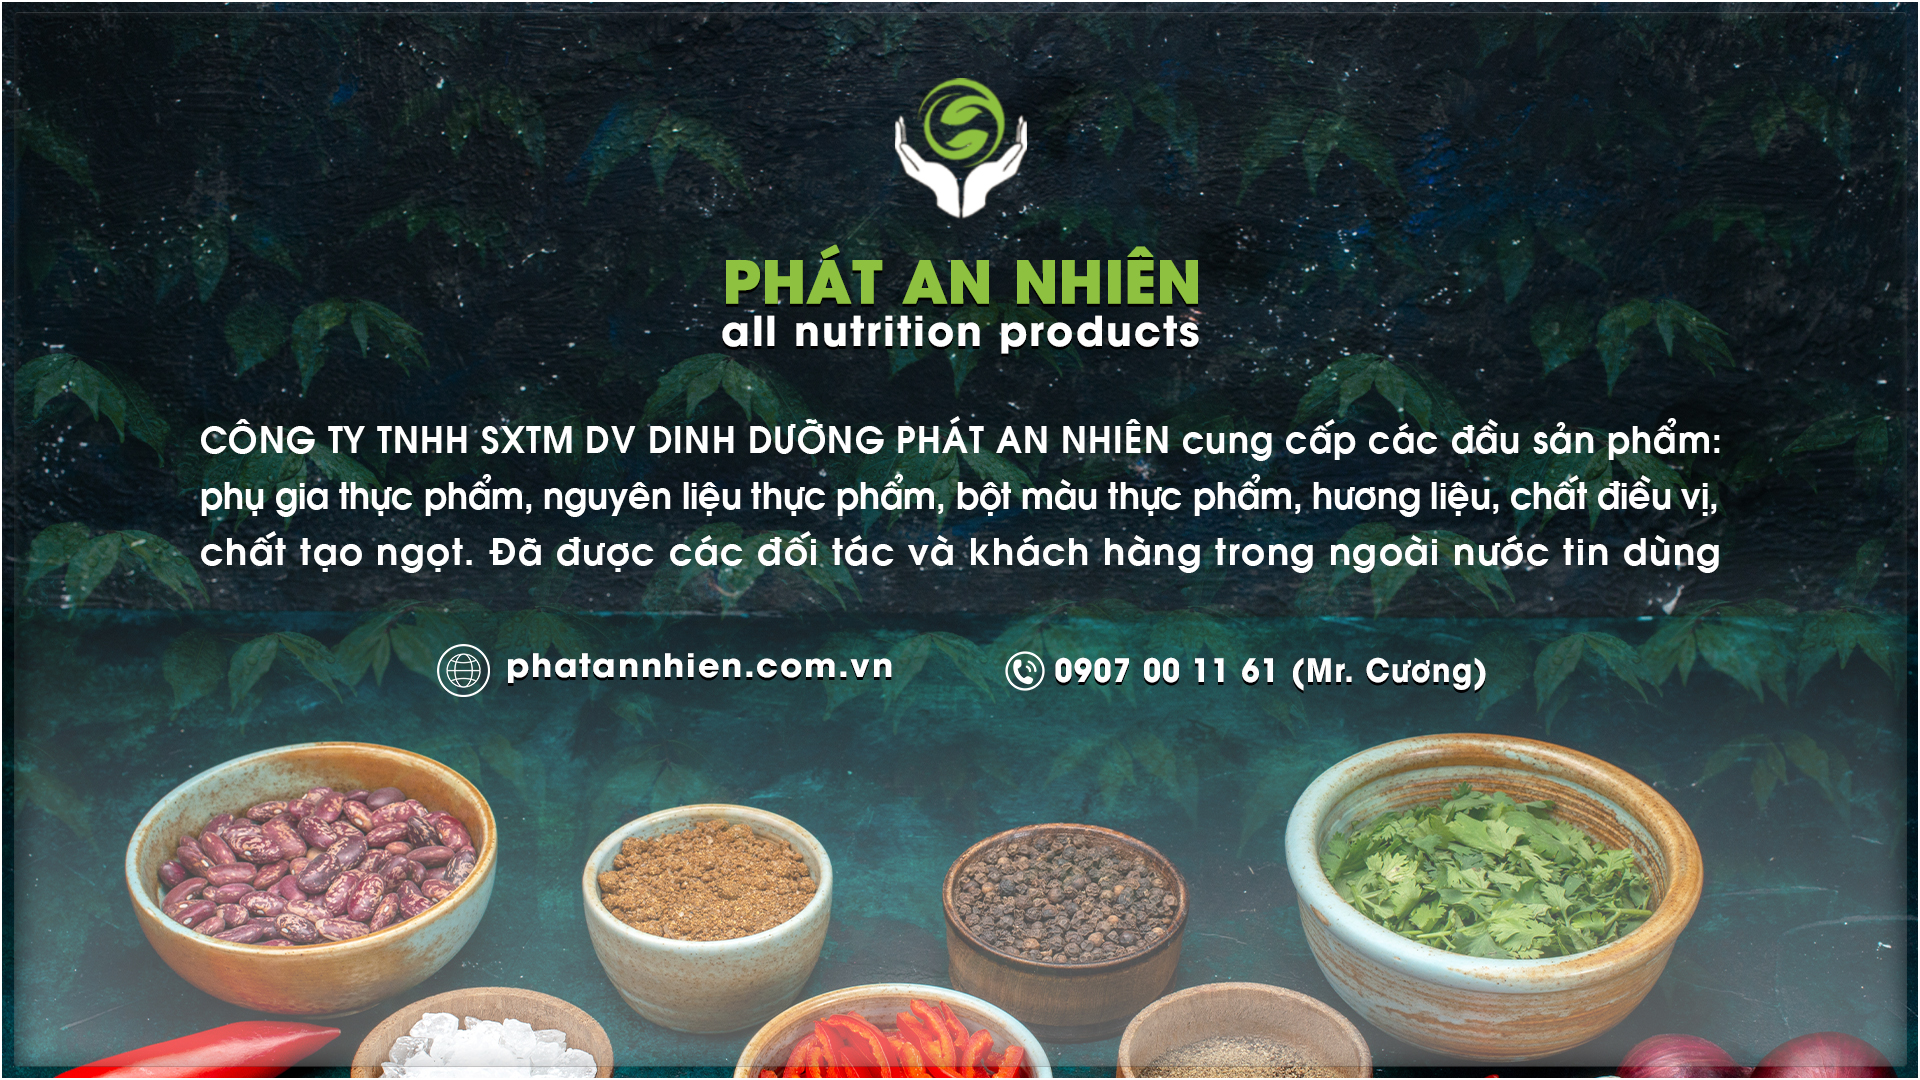 PHÁT AN NHIÊN
all nutrition products
CÔNG TY TNHH SXTM DV DINH DƯỠNG PHÁT AN NHIÊN cung cấp các đầu sản phẩm:
phụ gia thực phẩm, nguyên liệu thực phẩm, bột màu thực phẩm, hương liệu, chất điều vị,
chất tạo ngọt. Đã được các đối tác và khách hàng trong ngoài nước tin dùng
phatannhien.com.vn
0907 00 11 61 (Mr. Cương)